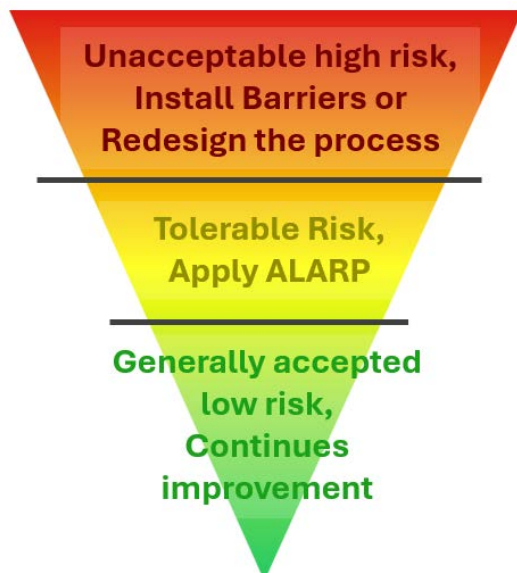 Unacceptable high risk,
Install Barriers or
Redesign the process
Tolerable Risk,
Apply ALARP
Generally accepted
low risk,
Continues
improvement